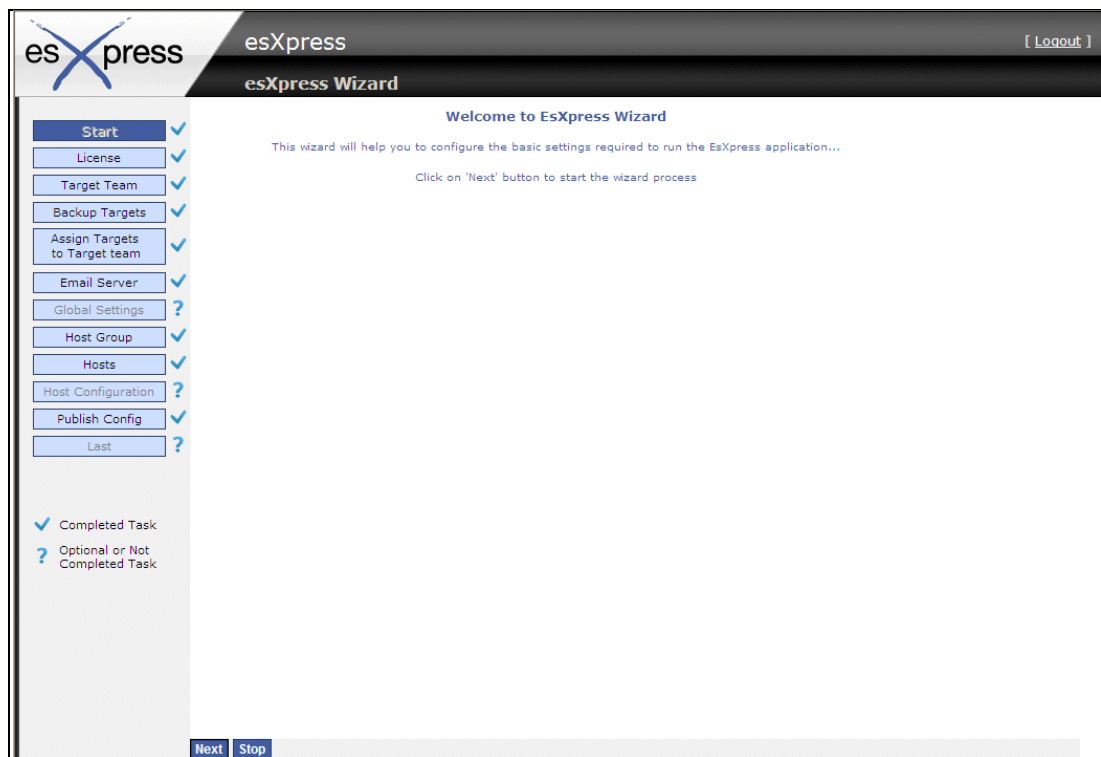 esXpress
esXpress
[ Logout ]
esXpress Wizard
Start
License
Target Team
Backup Targets
Assign Targets
to Target team
Email Server
Global Settings
Host Group
Hosts
Host Configuration
Publish Config
Last
Completed Task
? Optional or Not
Completed Task
Welcome to EsXpress Wizard
This wizard will help you to configure the basic settings required to run the EsXpress application...
Click on 'Next' button to start the wizard process
Next Stop